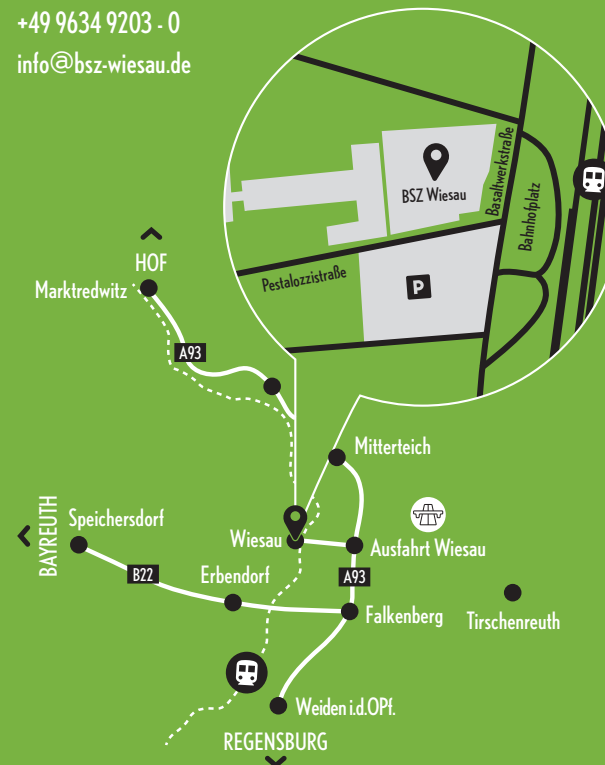 +49 9634 9203 - 0
info@bsz-wiesau.de
BSZ Wiesau
Basaltwerkstraße
Bahnhofplatz
Pestalozzistraße
P
HOF
Marktredwitz
A93
Mitterteich
BAYREUTH
Speichersdorf
Wiesau
Ausfahrt Wiesau
B22
Erbendorf
A93
Falkenberg
Tirschenreuth
Weiden i.d.OPf.
REGENSBURG